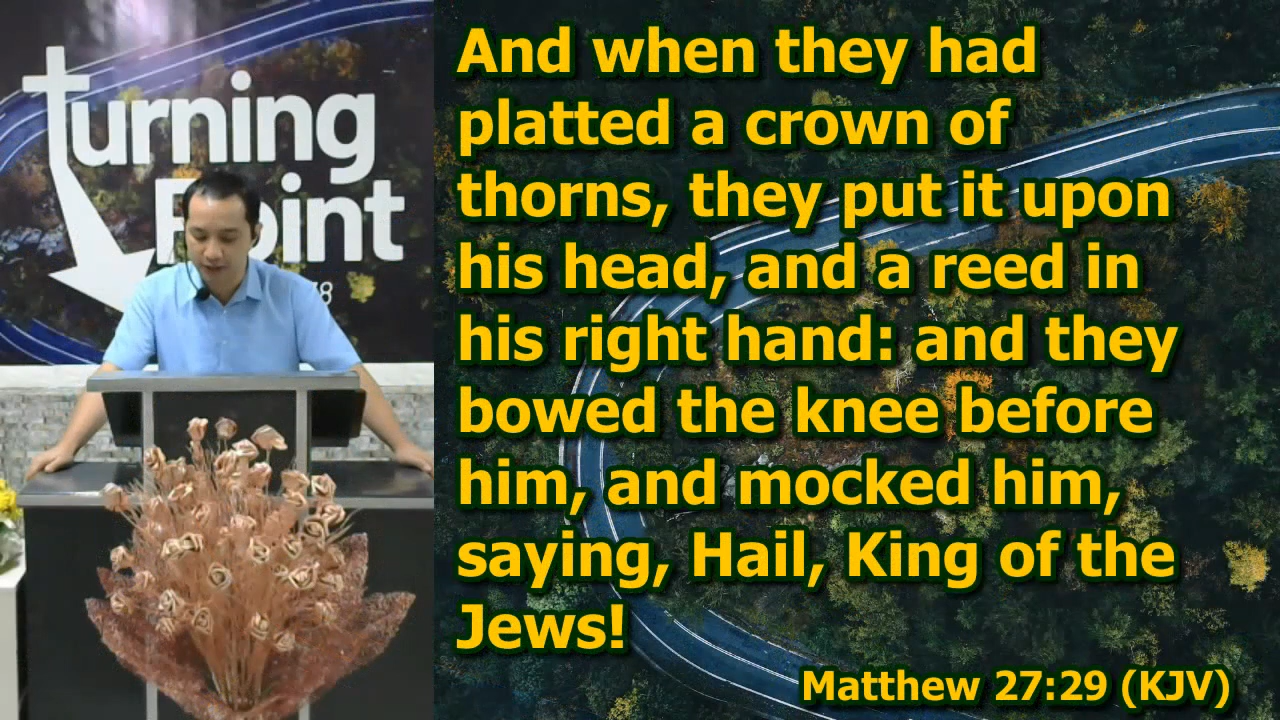 turning
Point
And when they had
platted a crown of
thorns, they put it upon
his head, and a reed in
his right hand: and they
bowed the knee before
him, and mocked him,
saying, Hail, King of the
Jews!
Matthew 27:29 (KJV)